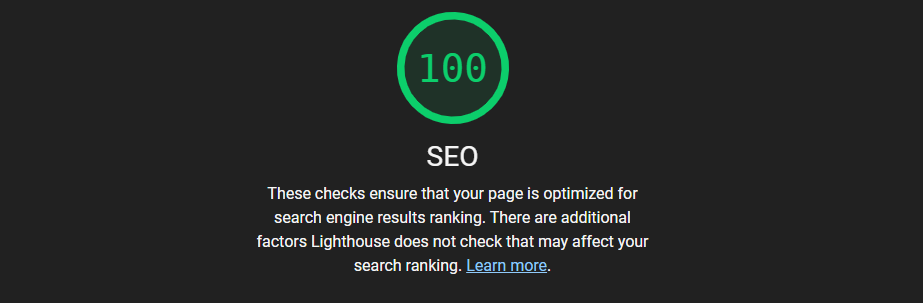 100
SEO
These checks ensure that your page is optimized for
search engine results ranking. There are additional
factors Lighthouse does not check that may affect your
search ranking. Learn more.